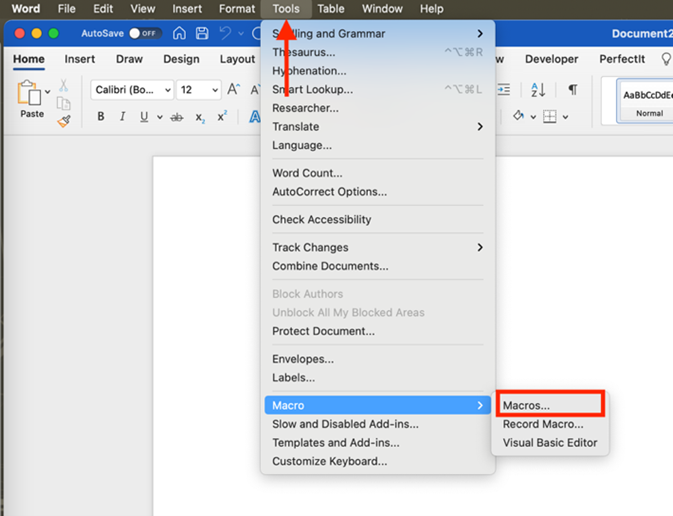 Word File Edit View Insert Format Tools Table Window Help
AutoSave OFF Document2
Home Insert Draw Design Layout Developer PerfectIt
Calibri (Bo... 12
Paste
B I U ab x₂ x² A
AaBbCcDdEe
Normal
Spelling and Grammar
Thesaurus... ^⌥⌘R
Hyphenation...
Smart Lookup... ^⌥⌘L
Researcher...
Translate
Language...
Word Count...
AutoCorrect Options...
Check Accessibility
Track Changes
Combine Documents...
Block Authors
Unblock All My Blocked Areas
Protect Document...
Envelopes...
Labels...
Macro
Slow and Disabled Add-ins...
Templates and Add-ins...
Customize Keyboard...
Macros...
Record Macro...
Visual Basic Editor